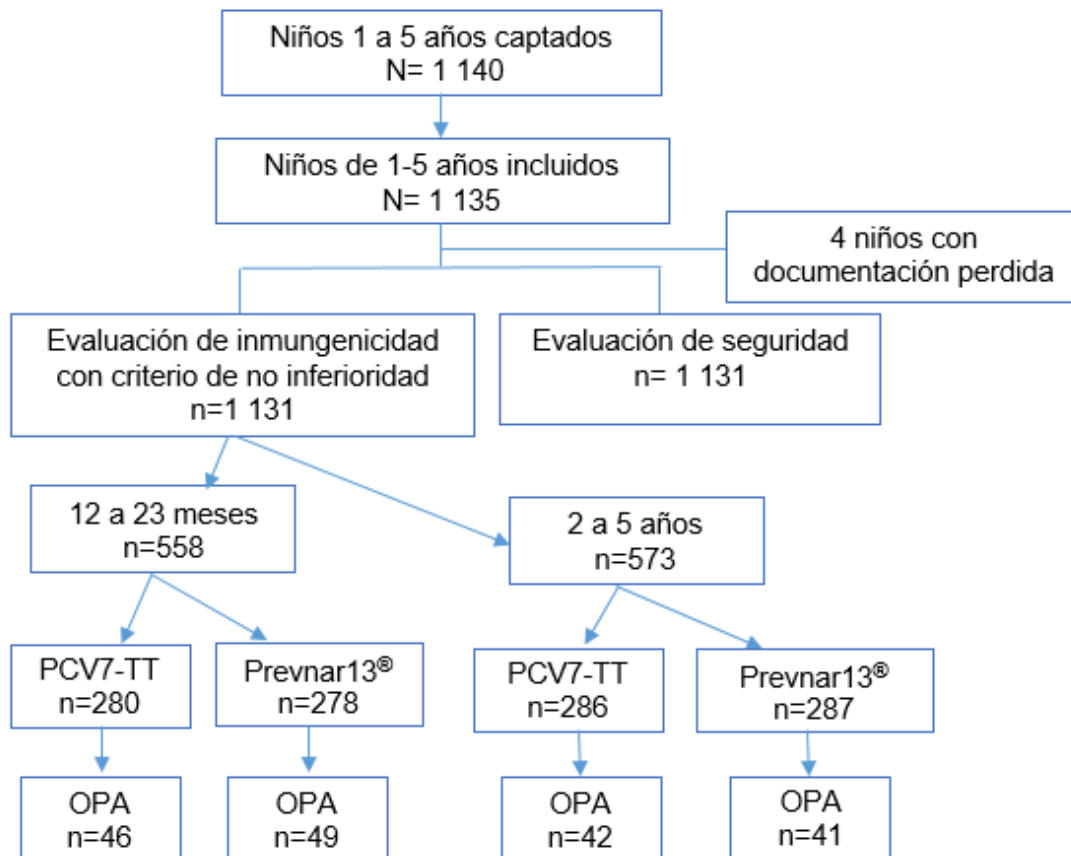 Niños 1 a 5 años captados
N= 1 140
Niños de 1-5 años incluidos
N= 1 135
4 niños con
documentación perdida
Evaluación de inmungenicidad
con criterio de no inferioridad
n=1 131
Evaluación de seguridad
n= 1 131
12 a 23 meses
n=558
2 a 5 años
n=573
PCV7-TT
n=280
Prevnar13®
n=278
PCV7-TT
n=286
Prevnar13®
n=287
OPA
n=46
OPA
n=49
OPA
n=42
OPA
n=41